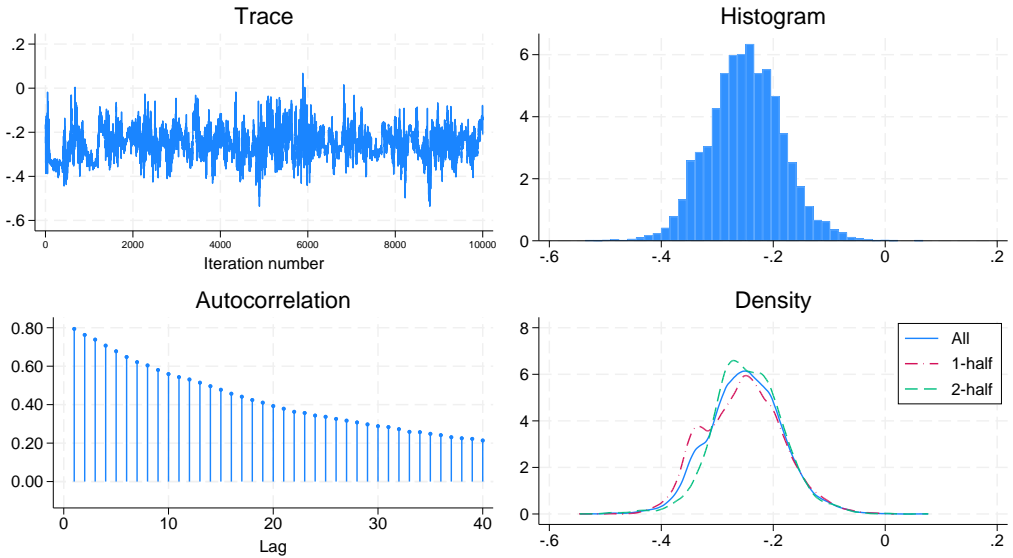 Trace
.2
0
-.2
-.4
-.6
0 2000 4000 6000 8000 10000
Iteration number
Histogram
6
4
2
0
-.6 -.4 -.2 0 .2
Autocorrelation
0.80
0.60
0.40
0.20
0.00
0 10 20 30 40
Lag
Density
8
6
4
2
0
-.6 -.4 -.2 0 .2
All
1-half
2-half